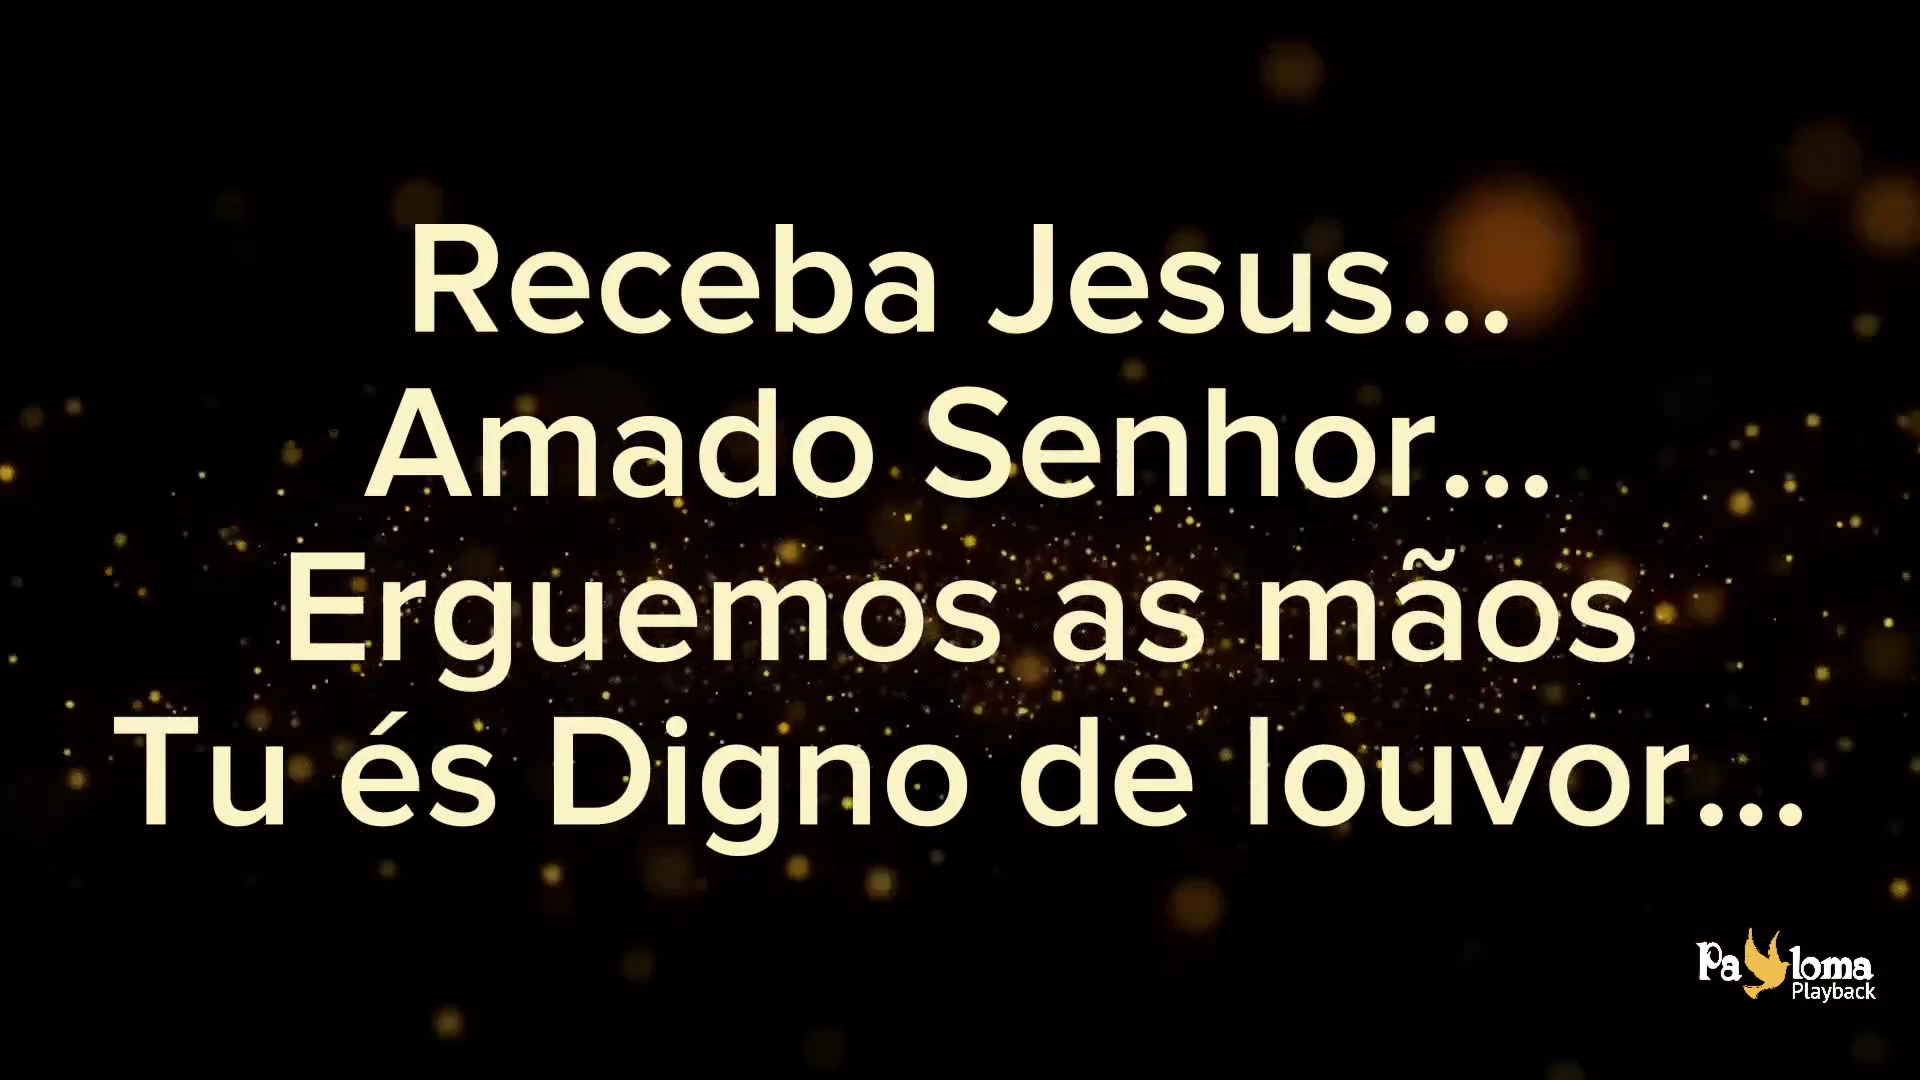 Receba Jesus...
Amado Senhor...
Erguemos as mãos
Tu és Digno de louvor...
Paloma
Playback